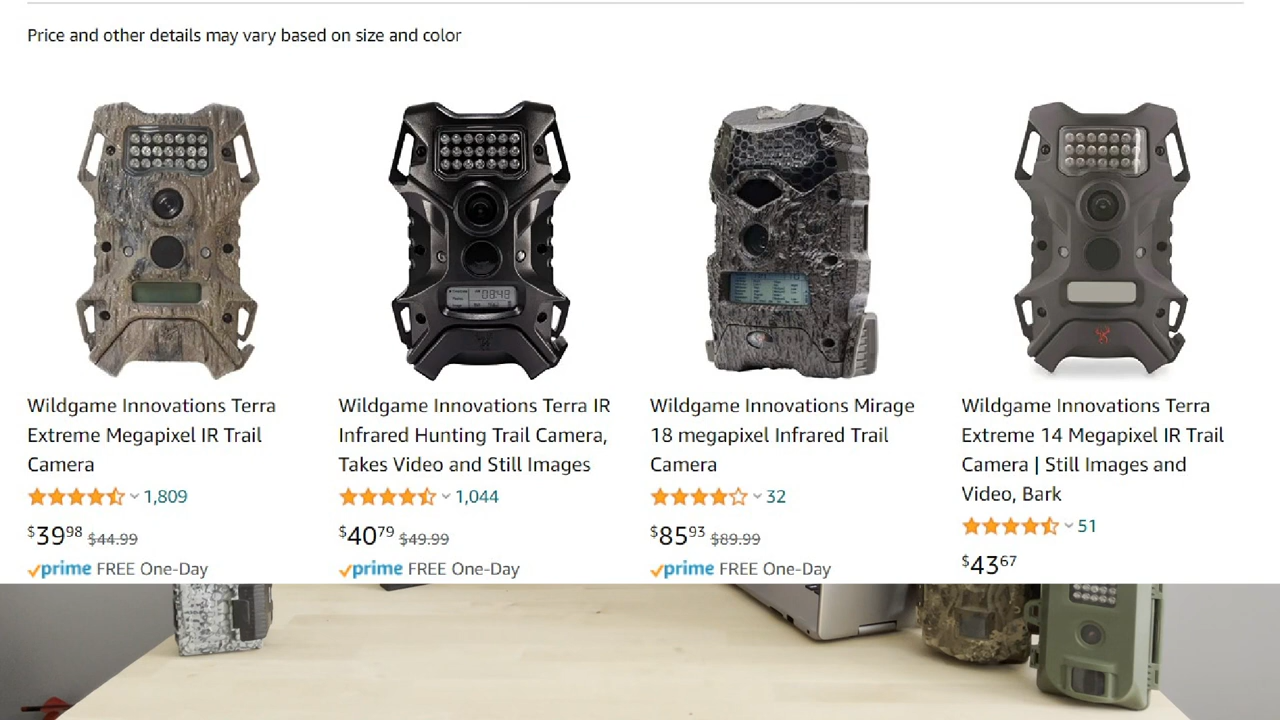 Price and other details may vary based on size and color
Wildgame Innovations Terra
Extreme Megapixel IR Trail
Camera
1,809
$39.98 $44.99
prime FREE One-Day
Wildgame Innovations Terra IR
Infrared Hunting Trail Camera,
Takes Video and Still Images
1,044
$40.79 $49.99
prime FREE One-Day
08:48
Wildgame Innovations Mirage
18 megapixel Infrared Trail
Camera
32
$85.93 $89.99
prime FREE One-Day
Wildgame Innovations Terra
Extreme 14 Megapixel IR Trail
Camera | Still Images and
Video, Bark
51
$43.67